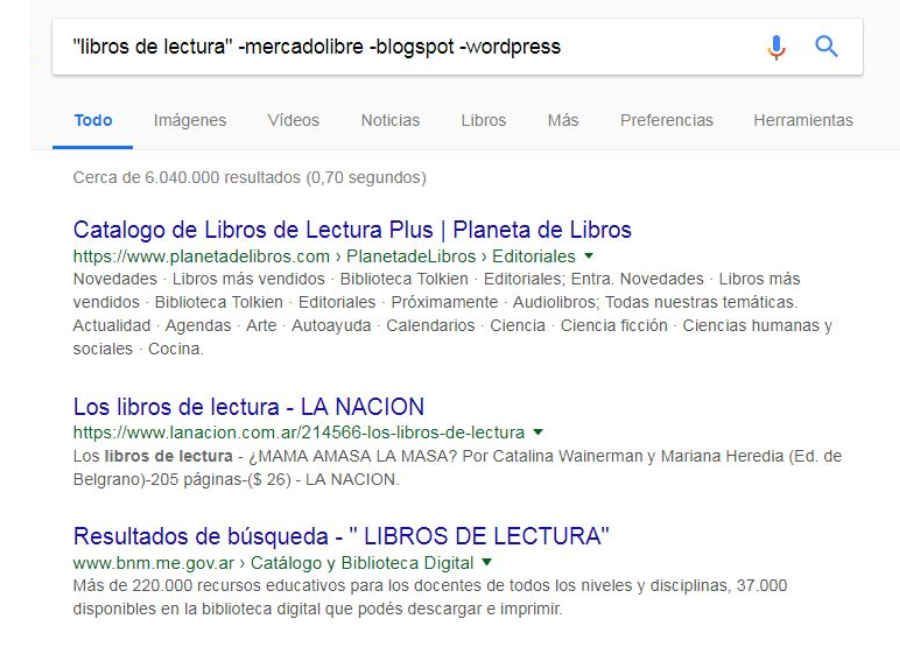 "libros de lectura" -mercadolibre -blogspot -wordpress
Todo Imágenes Vídeos Noticias Libros Más Preferencias Herramientas
Cerca de 6.040.000 resultados (0,70 segundos)
Catalogo de Libros de Lectura Plus | Planeta de Libros
https://www.planetadelibros.com › PlanetadeLibros › Editoriales
Novedades · Libros más vendidos · Biblioteca Tolkien · Editoriales; Entra. Novedades · Libros más
vendidos · Biblioteca Tolkien · Editoriales · Próximamente · Audiolibros; Todas nuestras temáticas.
Actualidad · Agendas · Arte · Autoayuda · Calendarios · Ciencia · Ciencia ficción · Ciencias humanas y
sociales · Cocina.
Los libros de lectura - LA NACION
https://www.lanacion.com.ar/214566-los-libros-de-lectura
Los libros de lectura - ¿MAMA AMASA LA MASA? Por Catalina Wainerman y Mariana Heredia (Ed. de
Belgrano)-205 páginas-($ 26) - LA NACION.
Resultados de búsqueda - " LIBROS DE LECTURA"
www.bnm.me.gov.ar › Catálogo y Biblioteca Digital
Más de 220.000 recursos educativos para los docentes de todos los niveles y disciplinas, 37.000
disponibles en la biblioteca digital que podés descargar e imprimir.